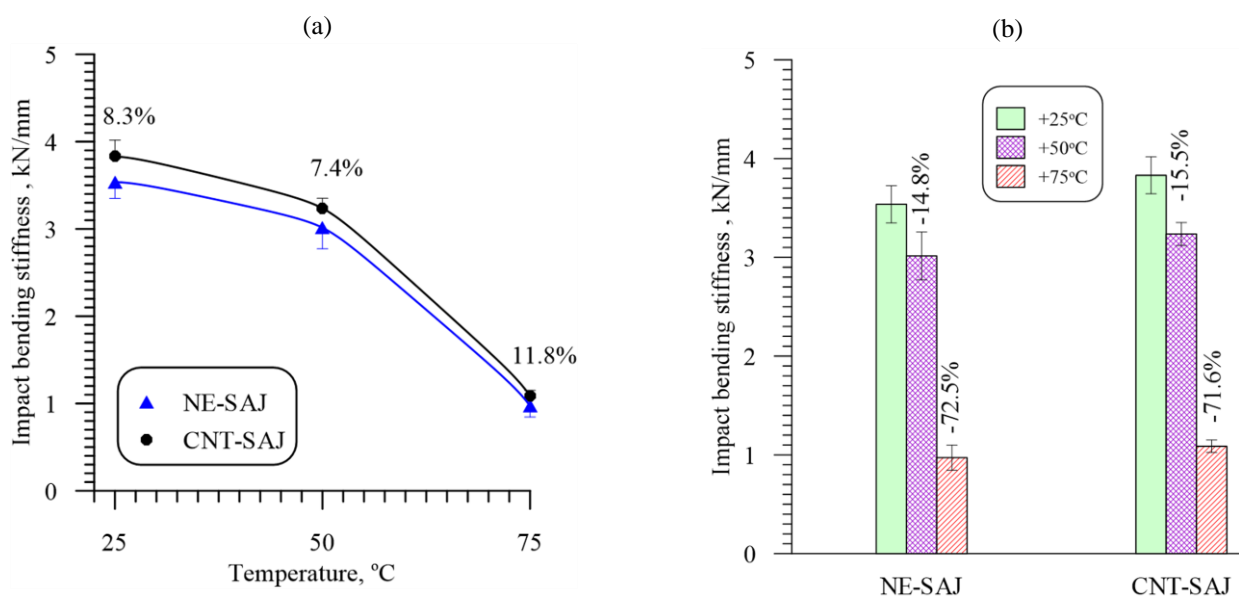 (a)
5
4
3
2
1
0
Impact bending stiffness , kN/mm
8.3%
7.4%
11.8%
NE-SAJ
CNT-SAJ
25
50
75
Temperature, ºC
(b)
5
4
3
2
1
0
Impact bending stiffness , kN/mm
+25ºC
+50ºC
+75ºC
-14.8%
-72.5%
-15.5%
-71.6%
NE-SAJ
CNT-SAJ